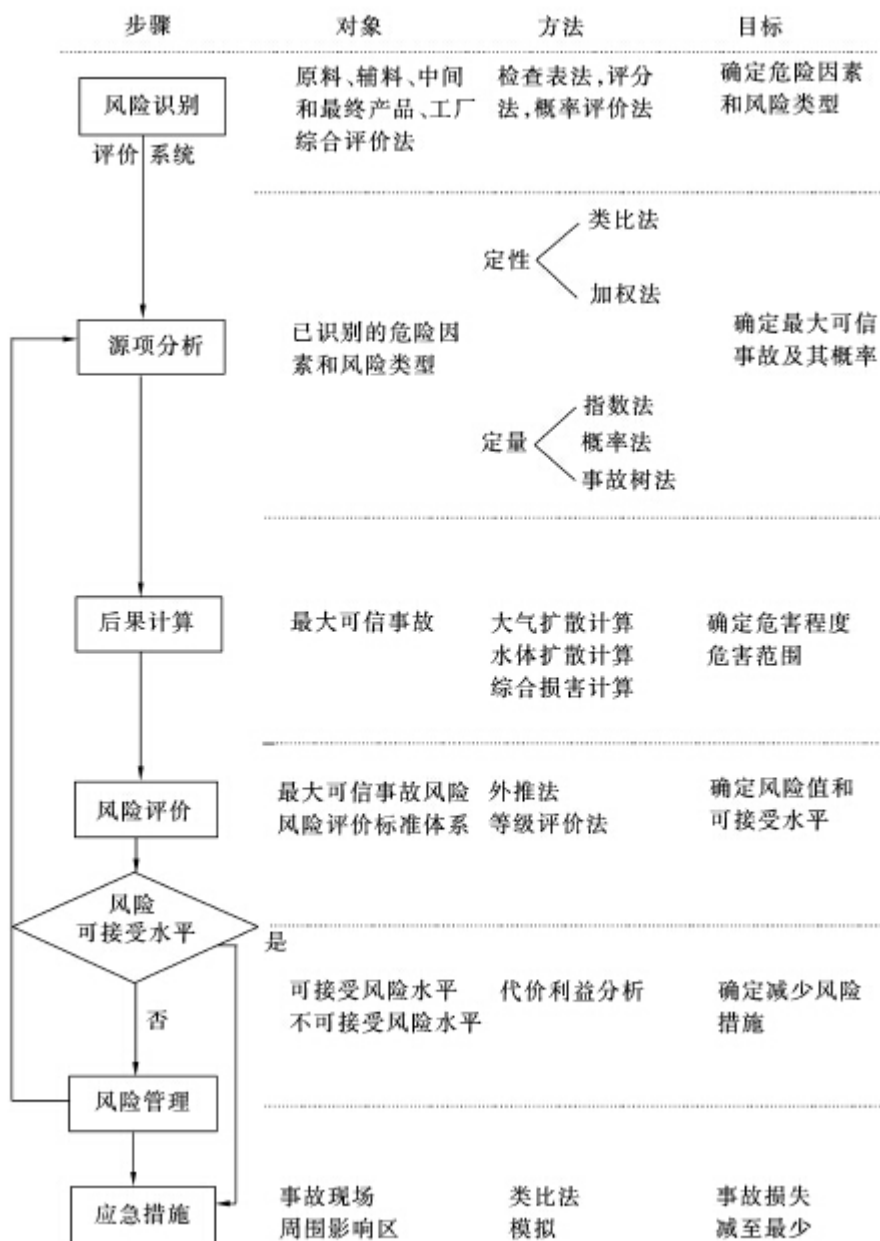 步骤 对象 方法 目标
风险识别
评价 系统
原料、辅料、中间
和最终产品、工厂
综合评价法
检查表法,评分
法,概率评价法
确定危险因素
和风险类型
源项分析
已识别的危险因
素和风险类型
定性
类比法
加权法
定量
指数法
概率法
事故树法
确定最大可信
事故及其概率
后果计算
最大可信事故
大气扩散计算
水体扩散计算
综合损害计算
确定危害程度
危害范围
风险评价
最大可信事故风险
风险评价标准体系
外推法
等级评价法
确定风险值和
可接受水平
风险
可接受水平
是
否
可接受风险水平
不可接受风险水平
代价利益分析
确定减少风险
措施
风险管理
应急措施
事故现场
周围影响区
类比法
模拟
事故损失
减至最少